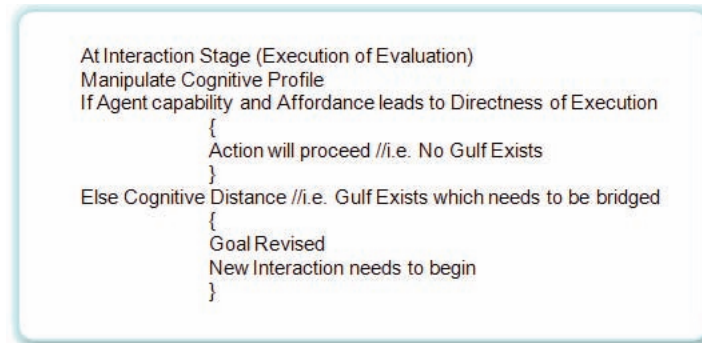 At Interaction Stage (Execution of Evaluation)
Manipulate Cognitive Profile
If Agent capability and Affordance leads to Directness of Execution
{
Action will proceed //i.e. No Gulf Exists
}
Else Cognitive Distance //i.e. Gulf Exists which needs to be bridged
{
Goal Revised
New Interaction needs to begin
}